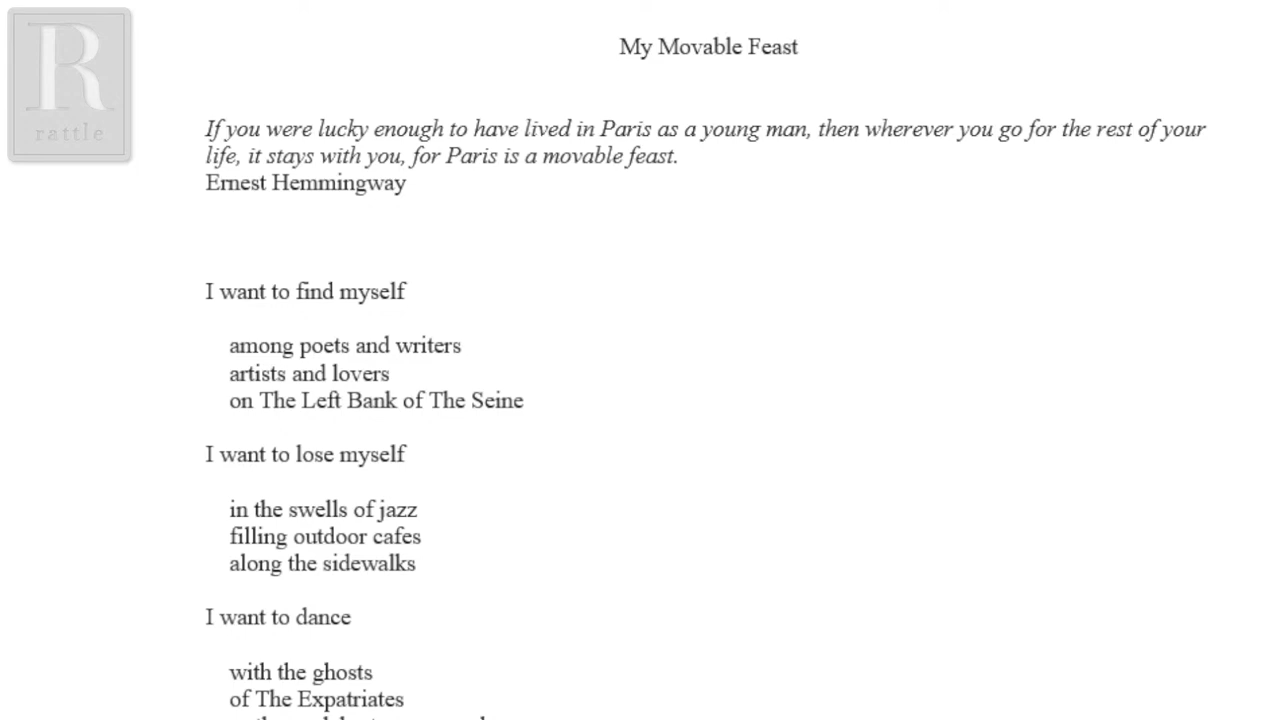 R
rattle
My Movable Feast
If you were lucky enough to have lived in Paris as a young man, then wherever you go for the rest of your
life, it stays with you, for Paris is a movable feast.
Ernest Hemmingway
I want to find myself
among poets and writers
artists and lovers
on The Left Bank of The Seine
I want to lose myself
in the swells of jazz
filling outdoor cafes
along the sidewalks
I want to dance
with the ghosts
of The Expatriates